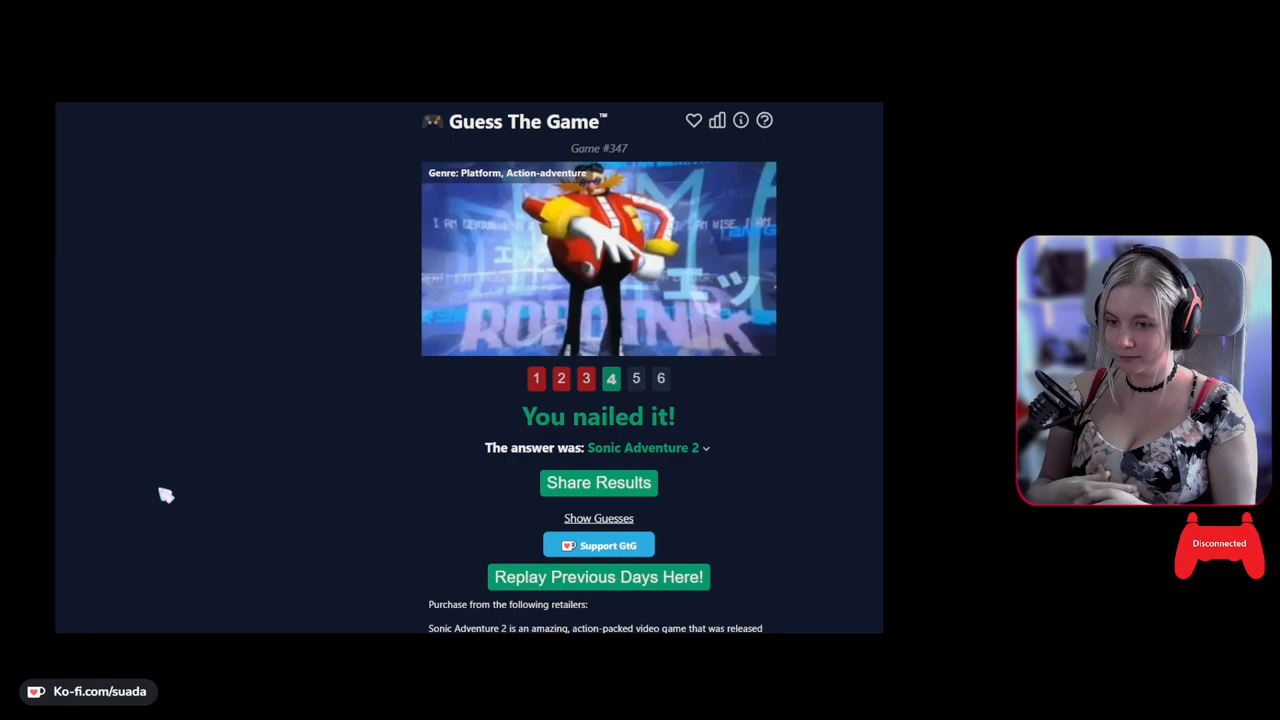 Guess The Game™
Game #347
Genre: Platform, Action-adventure
ROBOTNIK
1 2 3 4 5 6
You nailed it!
The answer was: Sonic Adventure 2
Share Results
Show Guesses
Support GtG
Replay Previous Days Here!
Purchase from the following retailers:
Sonic Adventure 2 is an amazing, action-packed video game that was released
Disconnected
Ko-fi.com/suada